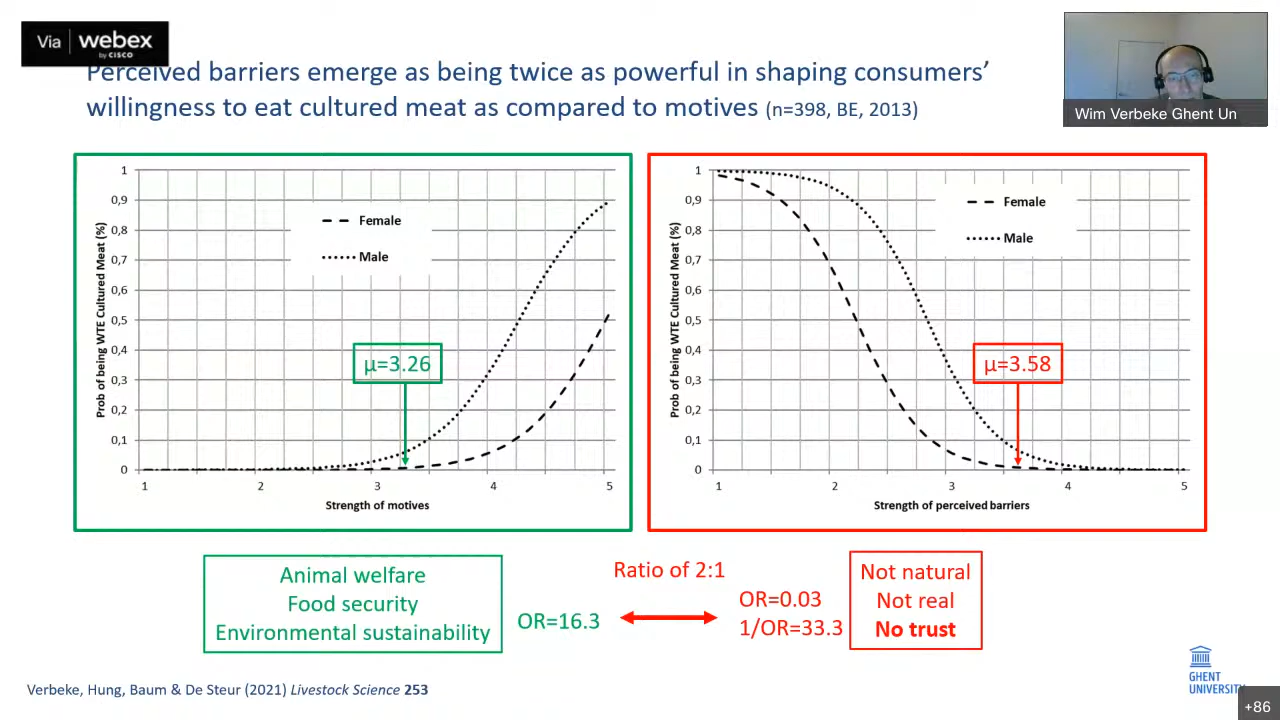 Via webex
by CISCO
Perceived barriers emerge as being twice as powerful in shaping consumers’
willingness to eat cultured meat as compared to motives (n=398, BE, 2013)
Wim Verbeke Ghent Un
Prob of being WTE Cultured Meat (%)
1
0,9
0,8
0,7
0,6
0,5
0,4
0,3
0,2
0,1
0
Female
Male
μ=3.26
1 2 3 4 5
Strength of motives
Prob of being WTE Cultured Meat (%)
1
0,9
0,8
0,7
0,6
0,5
0,4
0,3
0,2
0,1
0
Female
Male
μ=3.58
1 2 3 4 5
Strength of perceived barriers
Animal welfare
Food security
Environmental sustainability
OR=16.3
Ratio of 2:1
OR=0.03
1/OR=33.3
Not natural
Not real
No trust
Verbeke, Hung, Baum & De Steur (2021) Livestock Science 253
GHENT
UNIVERSITY
+86